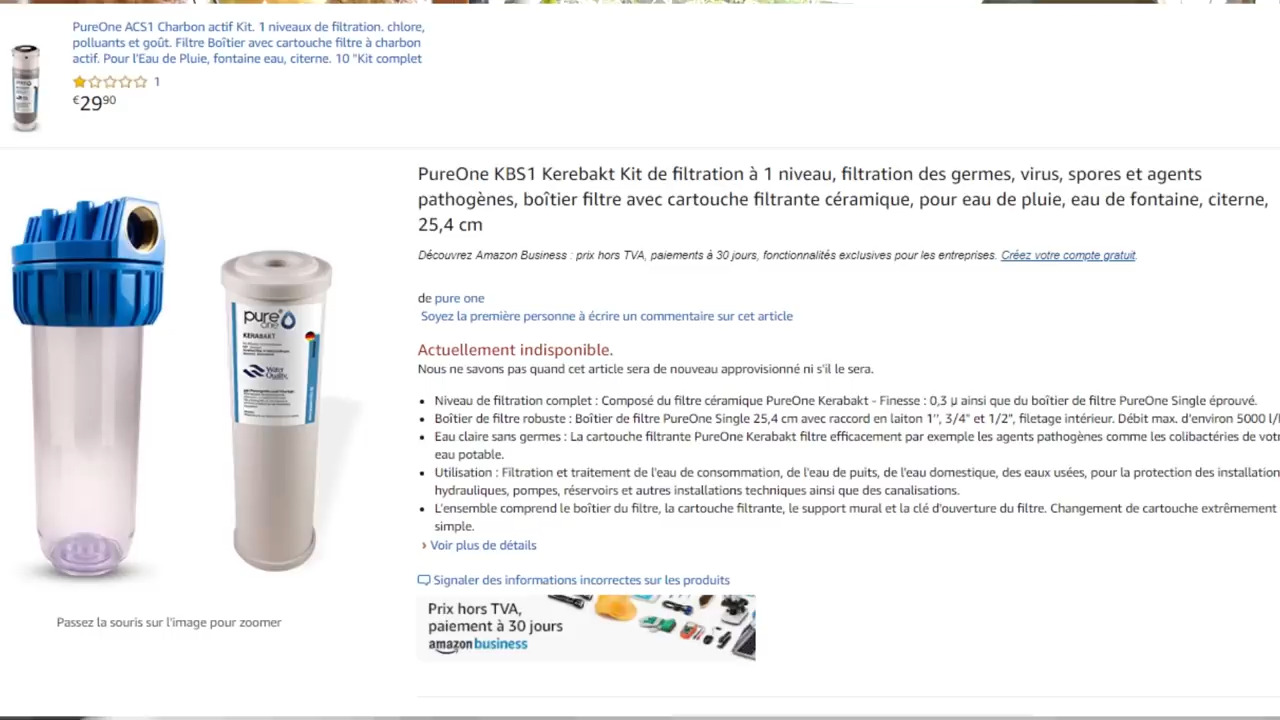 PureOne ACS1 Charbon actif Kit. 1 niveaux de filtration. chlore,
polluants et goût. Filtre Boîtier avec cartouche filtre à charbon
actif. Pour l'Eau de Pluie, fontaine eau, citerne. 10 "Kit complet
1
€29⁹⁰
PureOne KBS1 Kerebakt Kit de filtration à 1 niveau, filtration des germes, virus, spores et agents
pathogènes, boîtier filtre avec cartouche filtrante céramique, pour eau de pluie, eau de fontaine, citerne,
25,4 cm
Découvrez Amazon Business : prix hors TVA, paiements à 30 jours, fonctionnalités exclusives pour les entreprises. Créez votre compte gratuit.
de pure one
Soyez la première personne à écrire un commentaire sur cet article
Actuellement indisponible.
Nous ne savons pas quand cet article sera de nouveau approvisionné ni s'il le sera.
• Niveau de filtration complet : Composé du filtre céramique PureOne Kerabakt - Finesse : 0,3 µ ainsi que du boîtier de filtre PureOne Single éprouvé.
• Boîtier de filtre robuste : Boîtier de filtre PureOne Single 25,4 cm avec raccord en laiton 1'', 3/4" et 1/2", filetage intérieur. Débit max. d'environ 5000 l/
• Eau claire sans germes : La cartouche filtrante PureOne Kerabakt filtre efficacement par exemple les agents pathogènes comme les colibactéries de vot
eau potable.
• Utilisation : Filtration et traitement de l'eau de consommation, de l'eau de puits, de l'eau domestique, des eaux usées, pour la protection des installation
hydrauliques, pompes, réservoirs et autres installations techniques ainsi que des canalisations.
• L'ensemble comprend le boîtier du filtre, la cartouche filtrante, le support mural et la clé d'ouverture du filtre. Changement de cartouche extrêmement
simple.
› Voir plus de détails
Signaler des informations incorrectes sur les produits
Prix hors TVA,
paiement à 30 jours
amazon business
pure one
KERABAKT
Water
Quality
Passez la souris sur l'image pour zoomer